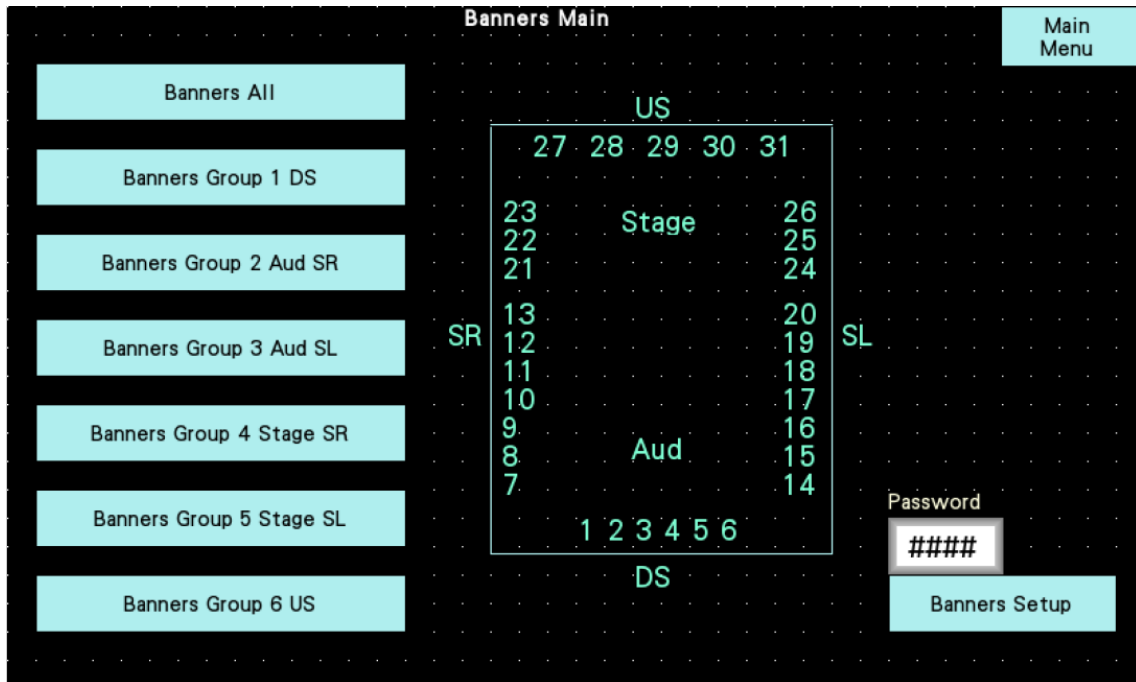 Banners Main
Main
Menu
Banners All
Banners Group 1 DS
Banners Group 2 Aud SR
Banners Group 3 Aud SL
Banners Group 4 Stage SR
Banners Group 5 Stage SL
Banners Group 6 US
US
27 28 29 30 31
23 Stage 26
22 25
21 24
13 20
SR 12 19 SL
11 18
10 17
9 16
8 Aud 15
7 14
1 2 3 4 5 6
DS
Password
####
Banners Setup